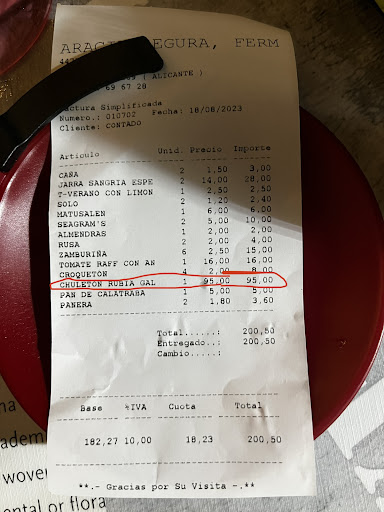 ARAC EGURA, FERM
( ALICANTE )
69 67 28
Factura Simplificada
Numero.: 010702 Fecha: 18/08/2023
Cliente: CONTADO
Articulo Unid. Precio Importe
CAÑA 2 1,50 3,00
JARRA SANGRIA ESPE 2 14,00 28,00
T-VERANO CON LIMON 1 2,50 2,50
SOLO 2 1,20 2,40
MATUSALEN 1 6,00 6,00
SEAGRAM'S 2 5,00 10,00
ALMENDRAS 1 2,00 2,00
RUSA 2 2,00 4,00
ZAMBURIÑA 6 2,50 15,00
TOMATE RAFF CON AN 1 16,00 16,00
CROQUETON 4 2,00 8,00
CHULETON RUBIA GAL 1 95,00 95,00
PAN DE CALATRABA 1 5,00 5,00
PANERA 2 1,80 3,60
Total.....: 200,50
Entregado..: 200,50
Cambio.....:
Base %IVA Cuota Total
182,27 10,00 18,23 200,50
**.- Gracias por Su Visita -.**
na
adem
woven
ental or flora